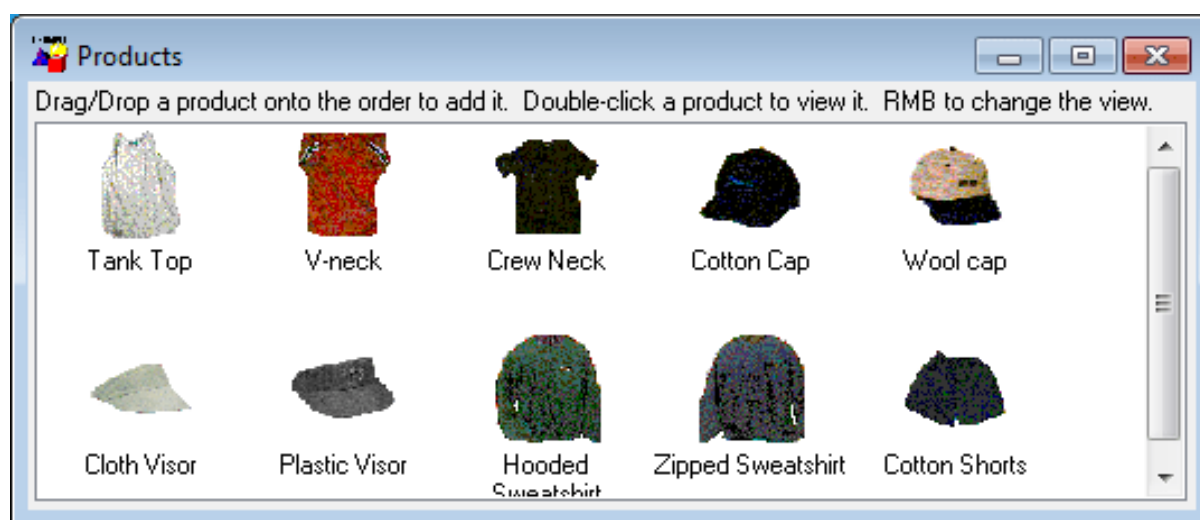 Products
Drag/Drop a product onto the order to add it.  Double-click a product to view it.  RMB to change the view.
Tank Top
V-neck
Crew Neck
Cotton Cap
Wool cap
Cloth Visor
Plastic Visor
Hooded
Sweatshirt
Zipped Sweatshirt
Cotton Shorts